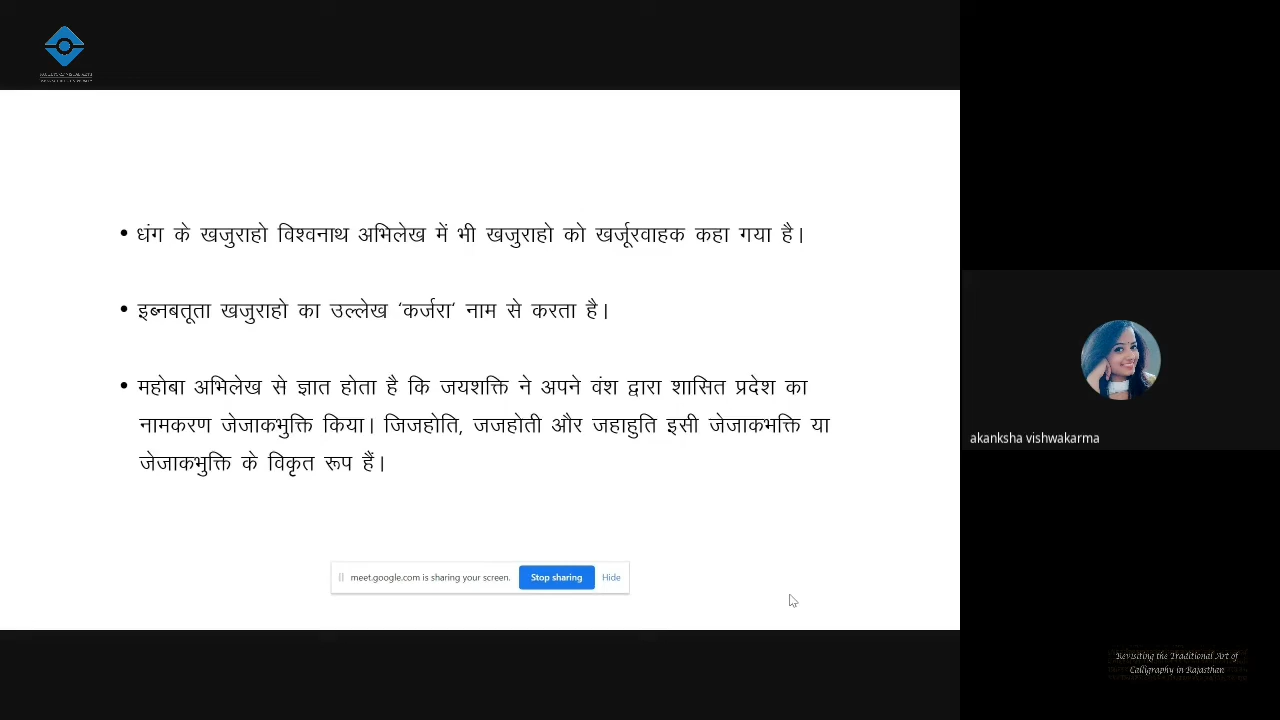 • धंग के खजुराहो विश्वनाथ अभिलेख में भी खजुराहो को खर्जूरवाहक कहा गया है।
• इब्नबतूता खजुराहो का उल्लेख ‘कर्जरा‘ नाम से करता है।
• महोबा अभिलेख से ज्ञात होता है कि जयशक्ति ने अपने वंश द्वारा शासित प्रदेश का
नामकरण जेजाकभुक्ति किया। जिजहोति, जजहोती और जहाहुति इसी जेजाकभक्ति या
जेजाकभुक्ति के विकृत रूप हैं।
meet.google.com is sharing your screen. Stop sharing Hide
akanksha vishwakarma
Revisiting the Traditional Art of
Calligraphy in Rajasthan